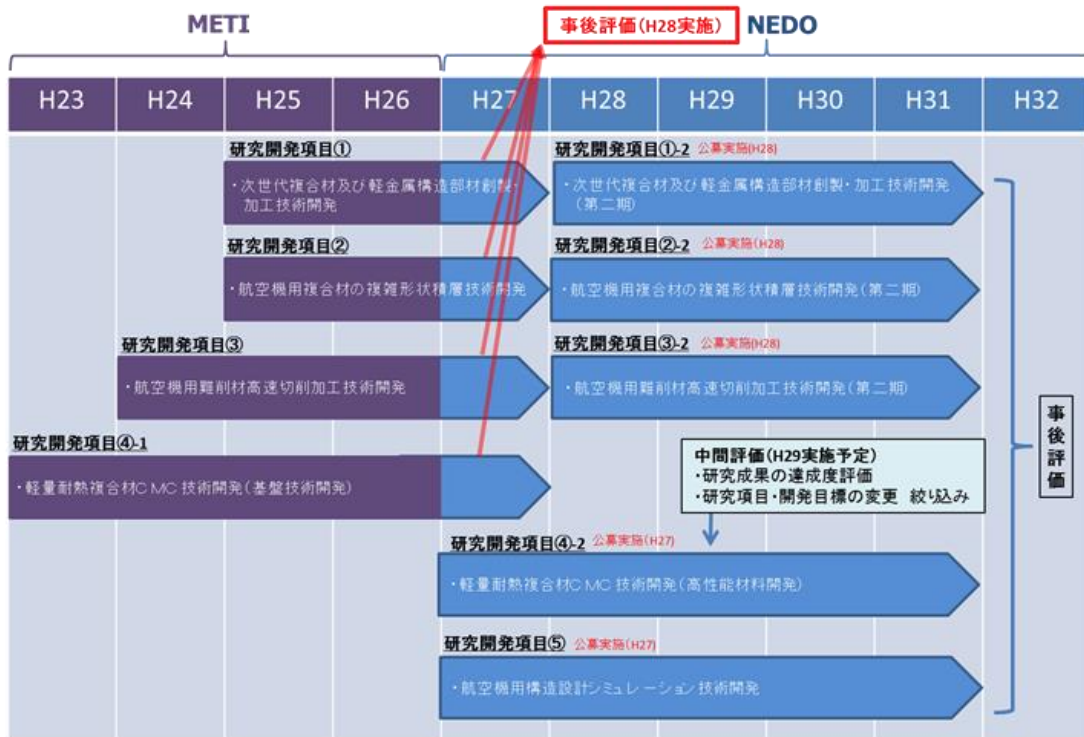 METI
事後評価(H28実施)
NEDO
H23
H24
H25
H26
H27
H28
H29
H30
H31
H32
研究開発項目①
・次世代複合材及び軽金属構造部材創製・
加工技術開発
研究開発項目①-2 公募実施(H28)
・次世代複合材及び軽金属構造部材創製・加工技術開発
(第二期)
研究開発項目②
・航空機用複合材の複雑形状積層技術開発
研究開発項目②-2 公募実施(H28)
・航空機用複合材の複雑形状積層技術開発(第二期)
研究開発項目③
・航空機用難削材高速切削加工技術開発
研究開発項目③-2 公募実施(H28)
・航空機用難削材高速切削加工技術開発(第二期)
研究開発項目④-1
・軽量耐熱複合材CMC技術開発(基盤技術開発)
中間評価(H29実施予定)
・研究成果の達成度評価
・研究項目・開発目標の変更 絞り込み
研究開発項目④-2 公募実施(H27)
・軽量耐熱複合材CMC技術開発(高性能材料開発)
研究開発項目⑤ 公募実施(H27)
・航空機用構造設計シミュレーション技術開発
事後評価